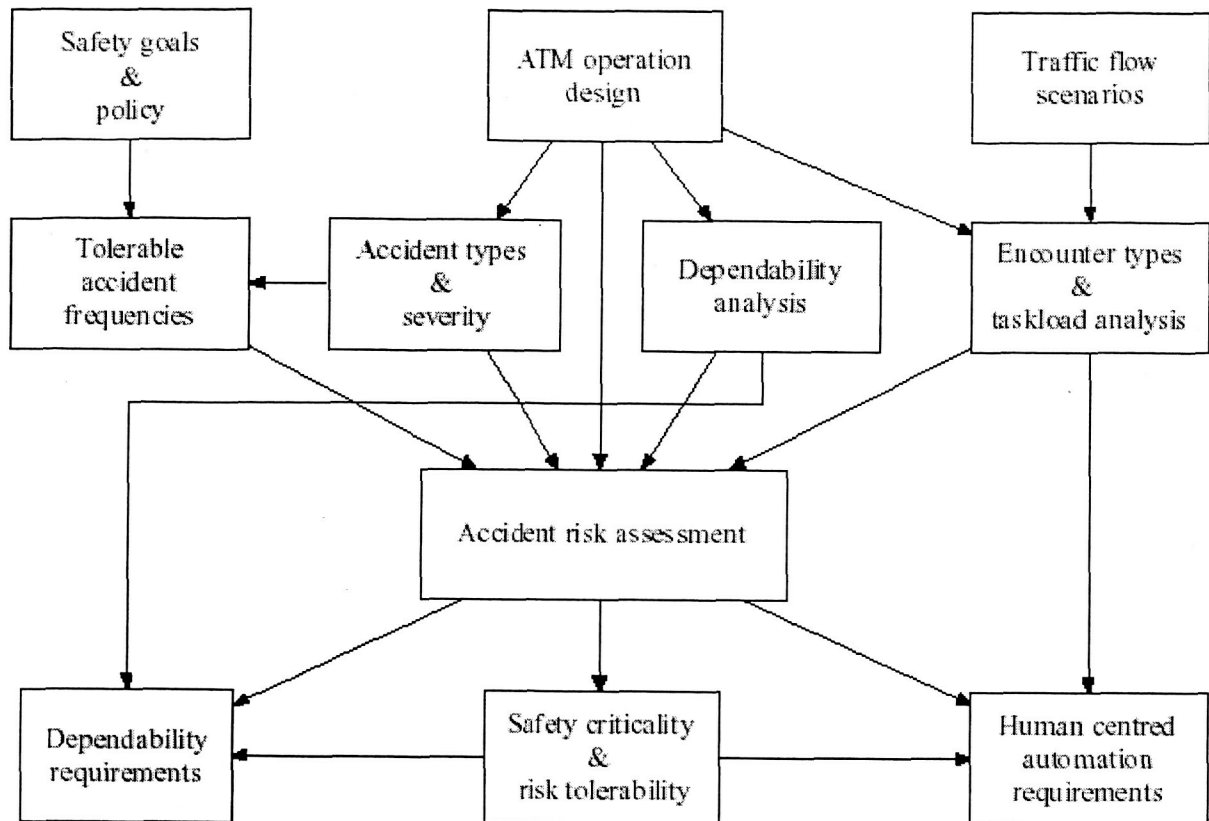 Safety goals
&
policy
ATM operation
design
Traffic flow
scenarios
Tolerable
accident
frequencies
Accident types
&
severity
Dependability
analysis
Encounter types
&
taskload analysis
Accident risk assessment
Dependability
requirements
Safety criticality
&
risk tolerability
Human centred
automation
requirements